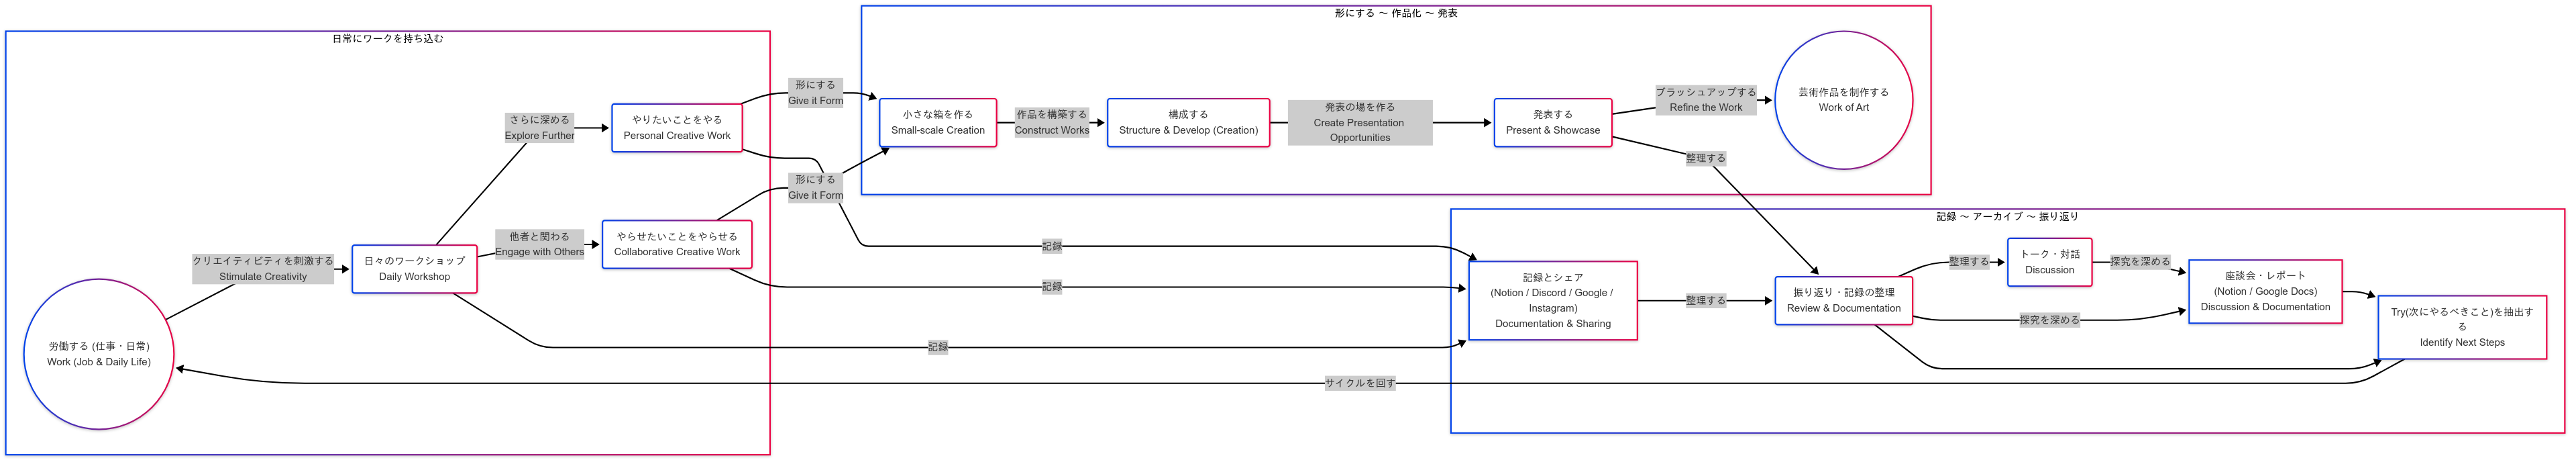 日常にワークを持ち込む
労働する (仕事・日常)
Work (Job & Daily Life)
クリエイティビティを刺激する
Stimulate Creativity
日々のワークショップ
Daily Workshop
さらに深める
Explore Further
他者と関わる
Engage with Others
やりたいことをやる
Personal Creative Work
やらせたいことをやらせる
Collaborative Creative Work
形にする
Give it Form
形にする
Give it Form
記録
記録
記録
形にする ～ 作品化 ～ 発表
小さな箱を作る
Small-scale Creation
作品を構築する
Construct Works
構成する
Structure & Develop (Creation)
発表の場を作る
Create Presentation
Opportunities
発表する
Present & Showcase
ブラッシュアップする
Refine the Work
整理する
芸術作品を制作する
Work of Art
記録 ～ アーカイブ ～ 振り返り
記録とシェア
(Notion / Discord / Google /
Instagram)
Documentation & Sharing
整理する
振り返り・記録の整理
Review & Documentation
整理する
トーク・対話
Discussion
探究を深める
探究を深める
座談会・レポート
(Notion / Google Docs)
Discussion & Documentation
Try(次にやるべきこと)を抽出す
る
Identify Next Steps
サイクルを回す